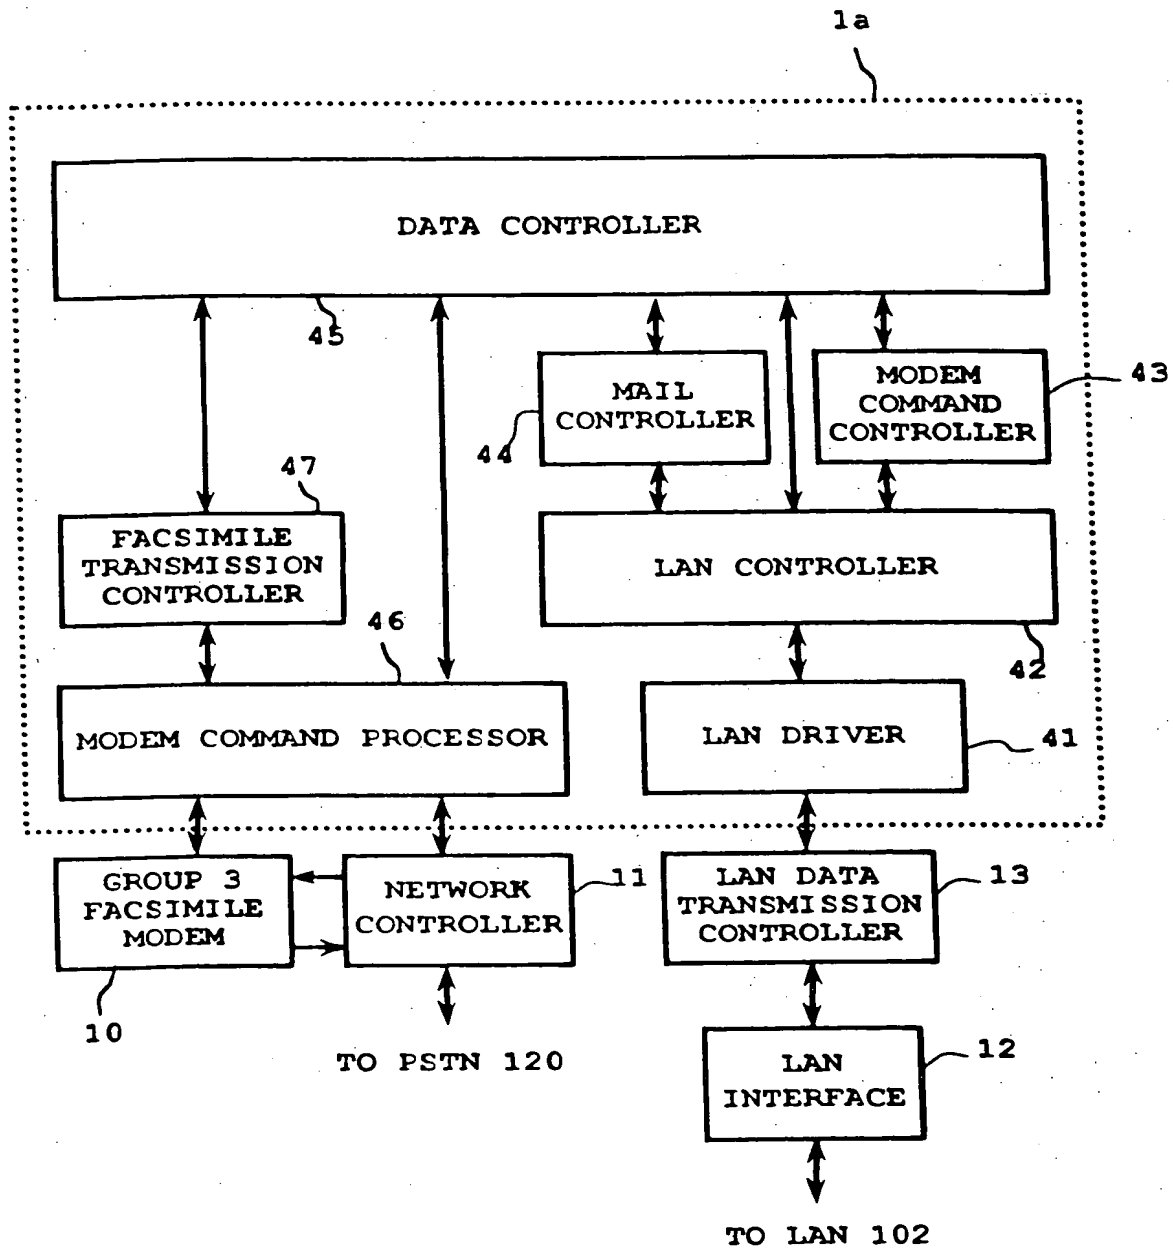 1a
DATA CONTROLLER
45
MAIL
CONTROLLER
44
MODEM
COMMAND
CONTROLLER
43
47
FACSIMILE
TRANSMISSION
CONTROLLER
LAN CONTROLLER
42
46
MODEM COMMAND PROCESSOR
LAN DRIVER
41
GROUP 3
FACSIMILE
MODEM
10
NETWORK
CONTROLLER
11
LAN DATA
TRANSMISSION
CONTROLLER
13
TO PSTN 120
LAN
INTERFACE
12
TO LAN 102